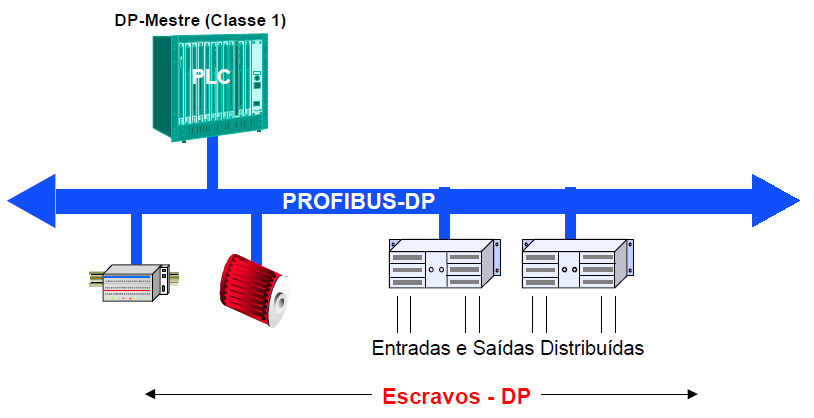 DP-Mestre (Classe 1)
PLC
PROFIBUS-DP
Entradas e Saídas Distribuídas
Escravos - DP